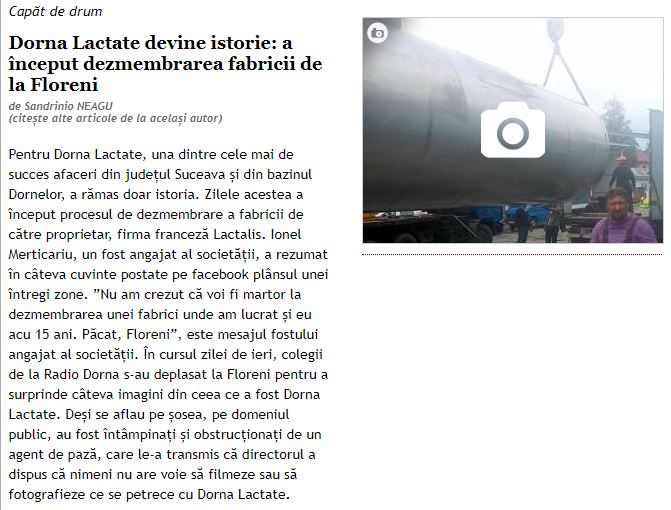 Capăt de drum
Dorna Lactate devine istorie: a
început dezmembrarea fabricii de
la Floreni
de Sandrinio NEAGU
(citește alte articole de la același autor)
Pentru Dorna Lactate, una dintre cele mai de
succes afaceri din județul Suceava și din bazinul
Dornelor, a rămas doar istoria. Zilele acestea a
început procesul de dezmembrare a fabricii de
către proprietar, firma franceză Lactalis. Ionel
Merticariu, un fost angajat al societății, a rezumat
în câteva cuvinte postate pe facebook plânsul unei
întregi zone. ”Nu am crezut că voi fi martor la
dezmembrarea unei fabrici unde am lucrat și eu
acu 15 ani. Păcat, Floreni”, este mesajul fostului
angajat al societății. În cursul zilei de ieri, colegii
de la Radio Dorna s-au deplasat la Floreni pentru a
surprinde câteva imagini din ceea ce a fost Dorna
Lactate. Deși se aflau pe șosea, pe domeniul
public, au fost întâmpinați și obstrucționați de un
agent de pază, care le-a transmis că directorul a
dispus că nimeni nu are voie să filmeze sau să
fotografieze ce se petrece cu Dorna Lactate.